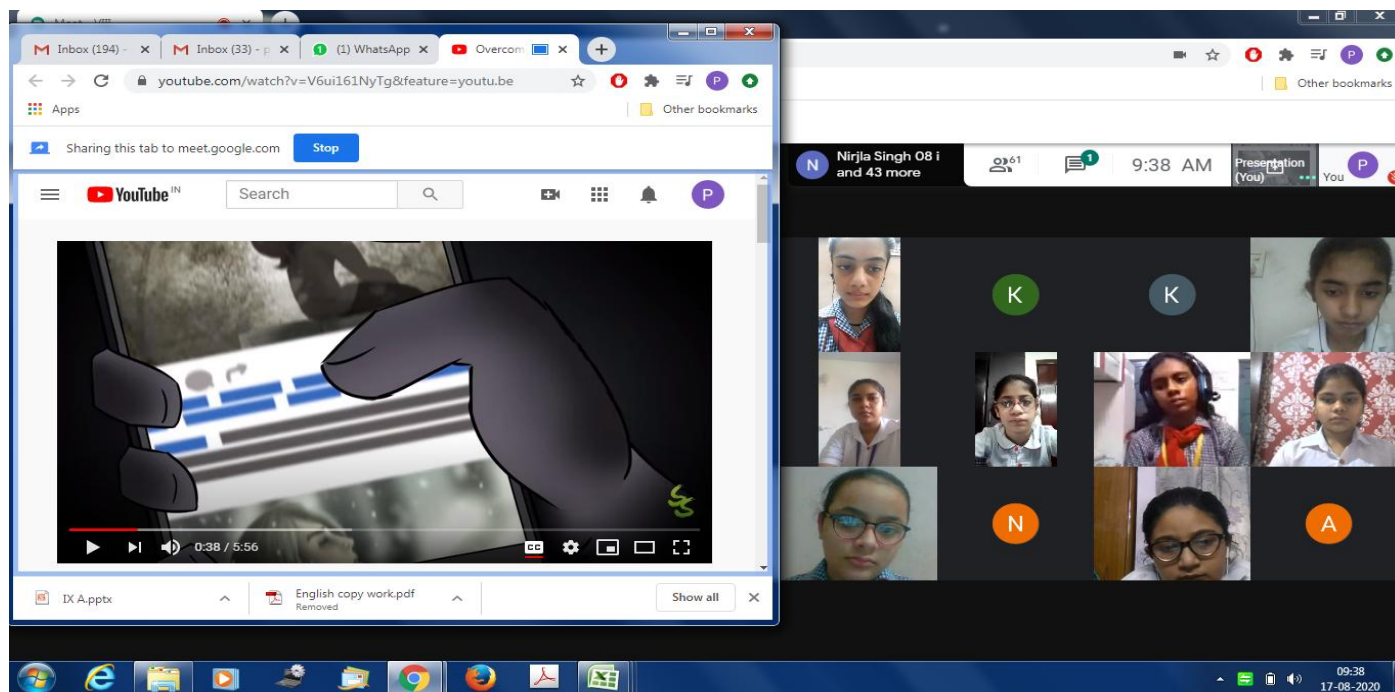 Meet - VIII
Inbox (194) -
Inbox (33) - p
(1) WhatsApp
Overcom
youtube.com/watch?v=V6ui161NyTg&feature=youtu.be
P
Apps
Other bookmarks
Sharing this tab to meet.google.com
Stop
YouTube IN
Search
P
0:38 / 5:56
CC
IX A.pptx
English copy work.pdf
Removed
Show all
P
Other bookmarks
N
Nirjla Singh 08 i
and 43 more
61
1
9:38 AM
Presentation
(You)
You
P
K
K
N
A
09:38
17-08-2020